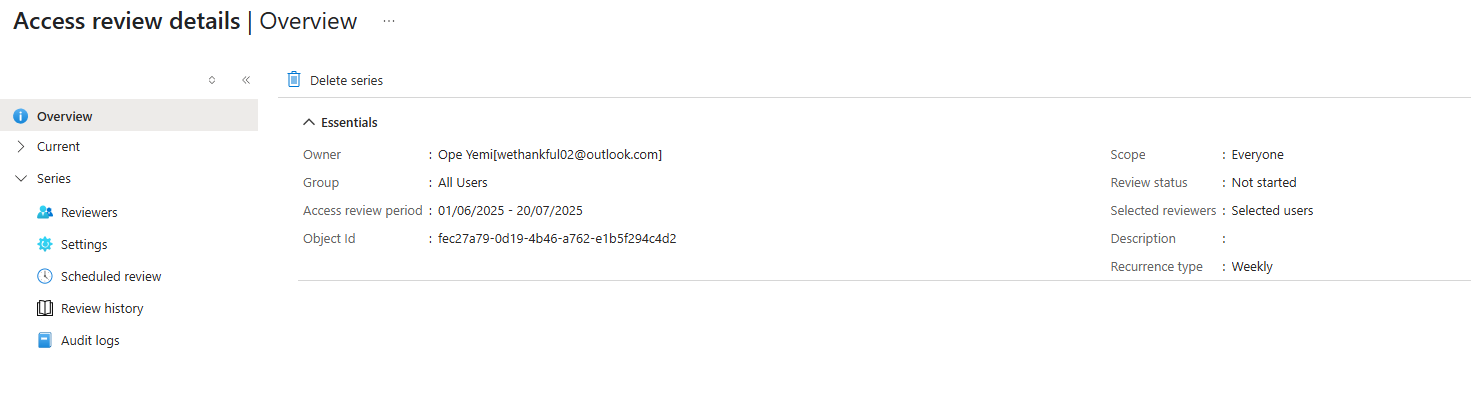 Access review details | Overview ...
Delete series
Overview
Current
Series
Reviewers
Settings
Scheduled review
Review history
Audit logs
Essentials
Owner : Ope Yemi[wethankful02@outlook.com]
Group : All Users
Access review period : 01/06/2025 - 20/07/2025
Object Id : fec27a79-0d19-4b46-a762-e1b5f294c4d2
Scope : Everyone
Review status : Not started
Selected reviewers : Selected users
Description :
Recurrence type : Weekly